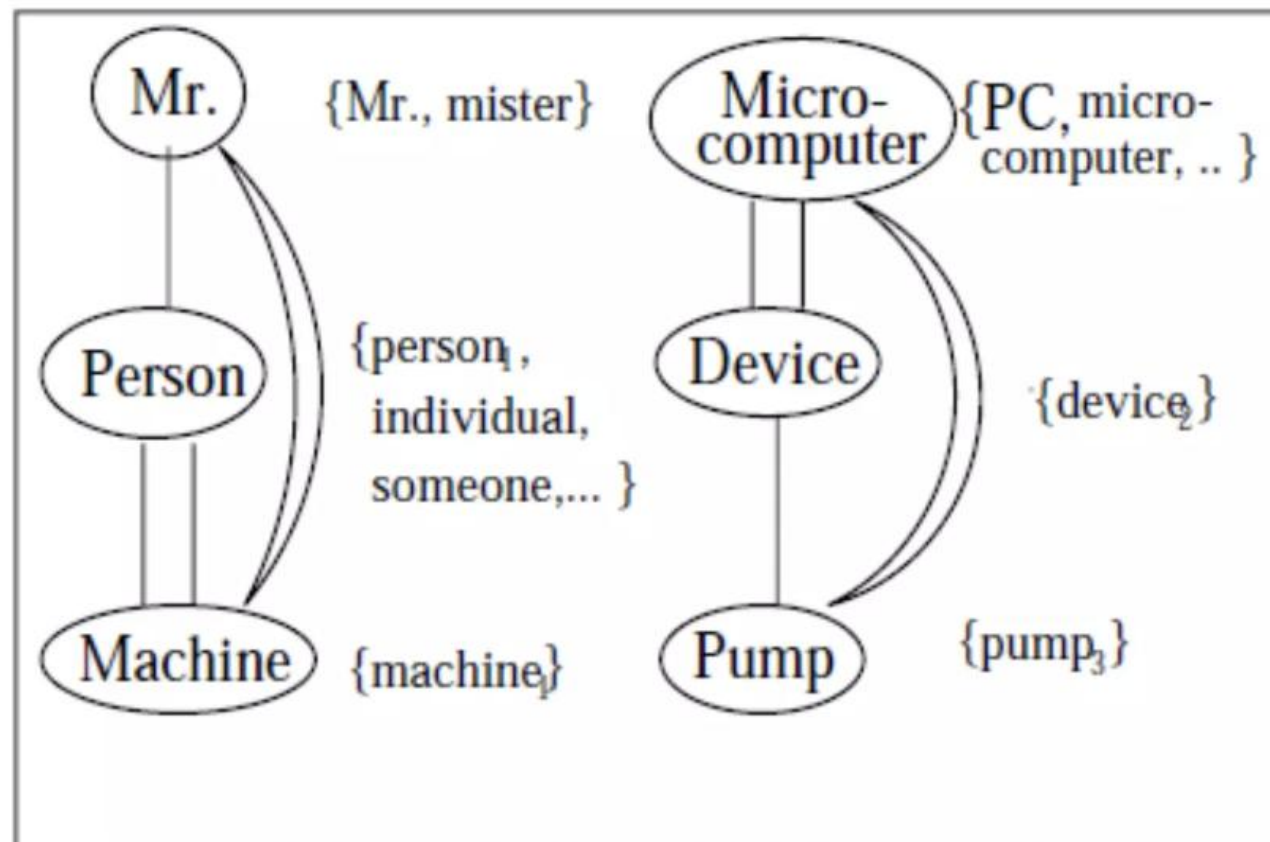 Mr.
{Mr., mister}
Person
{person1,
individual,
someone,... }
Machine
{machine1}
Micro-
computer
{PC, micro-
computer, .. }
Device
{device2}
Pump
{pump3}